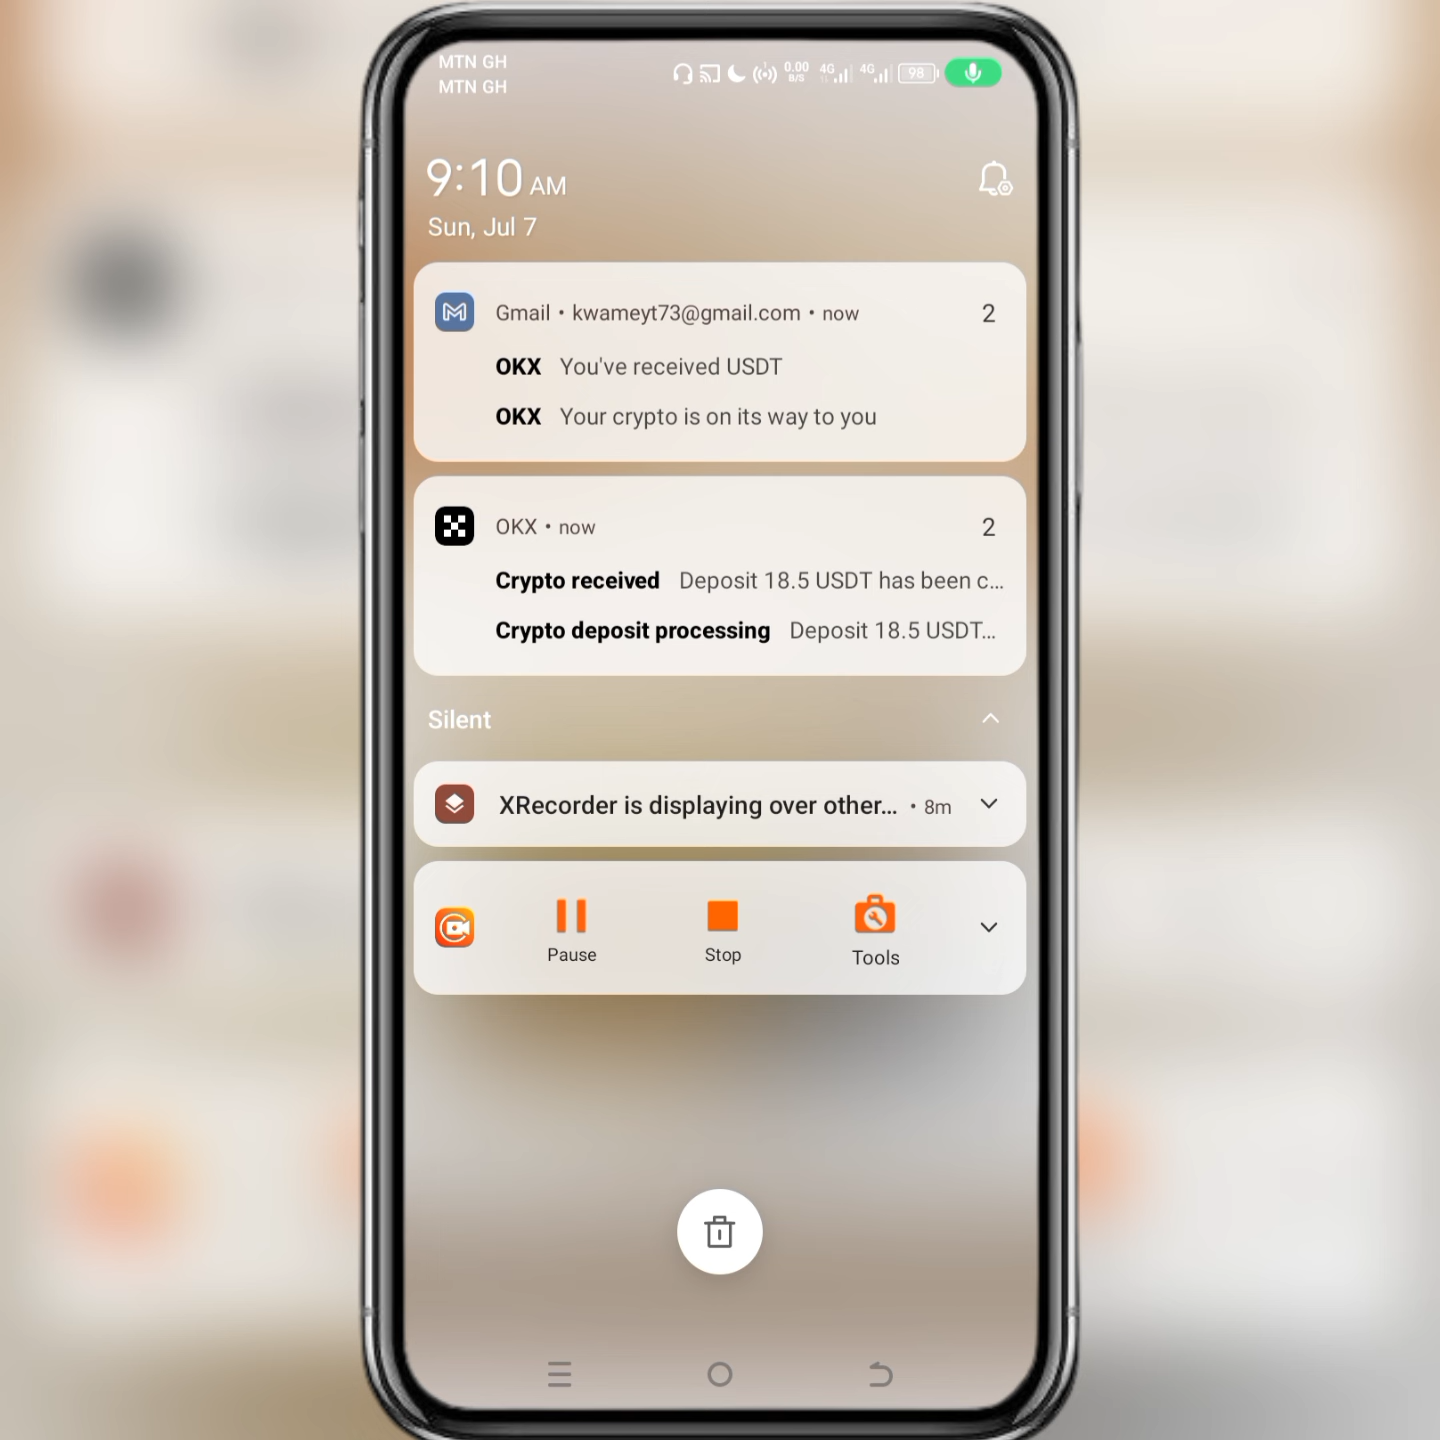 MTN GH
MTN GH
0.00
B/S
4G
4G
98
9:10 AM
Sun, Jul 7
Gmail • kwameyt73@gmail.com • now 2
OKX You've received USDT
OKX Your crypto is on its way to you
OKX • now 2
Crypto received Deposit 18.5 USDT has been c...
Crypto deposit processing Deposit 18.5 USDT...
Silent
XRecorder is displaying over other... • 8m
Pause
Stop
Tools